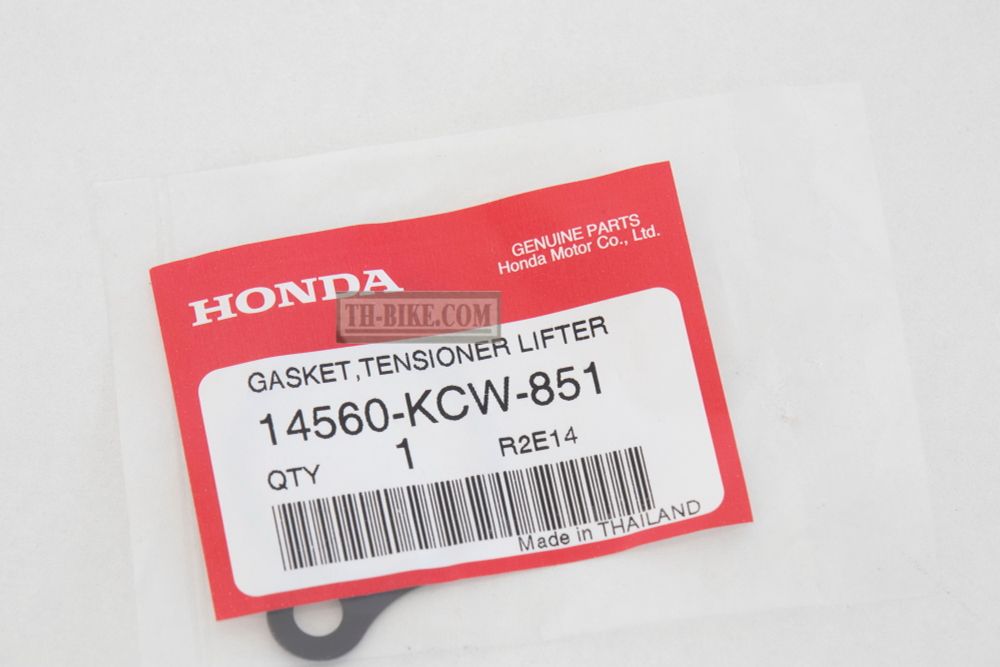 GENUINE PARTS
Honda Motor Co., Ltd.
HONDA
TH-BIKE.COM
GASKET,TENSIONER LIFTER
14560-KCW-851
QTY 1 R2E14
Made in THAILAND